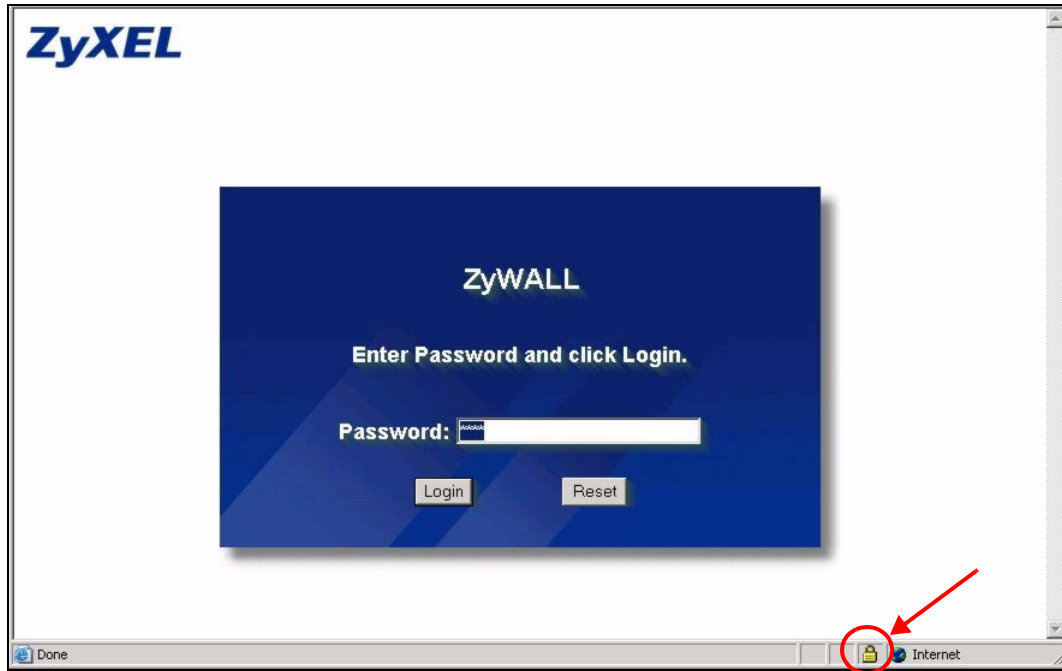 ZyXEL
ZyWALL
Enter Password and click Login.
Password: ****
Login Reset
Done Internet